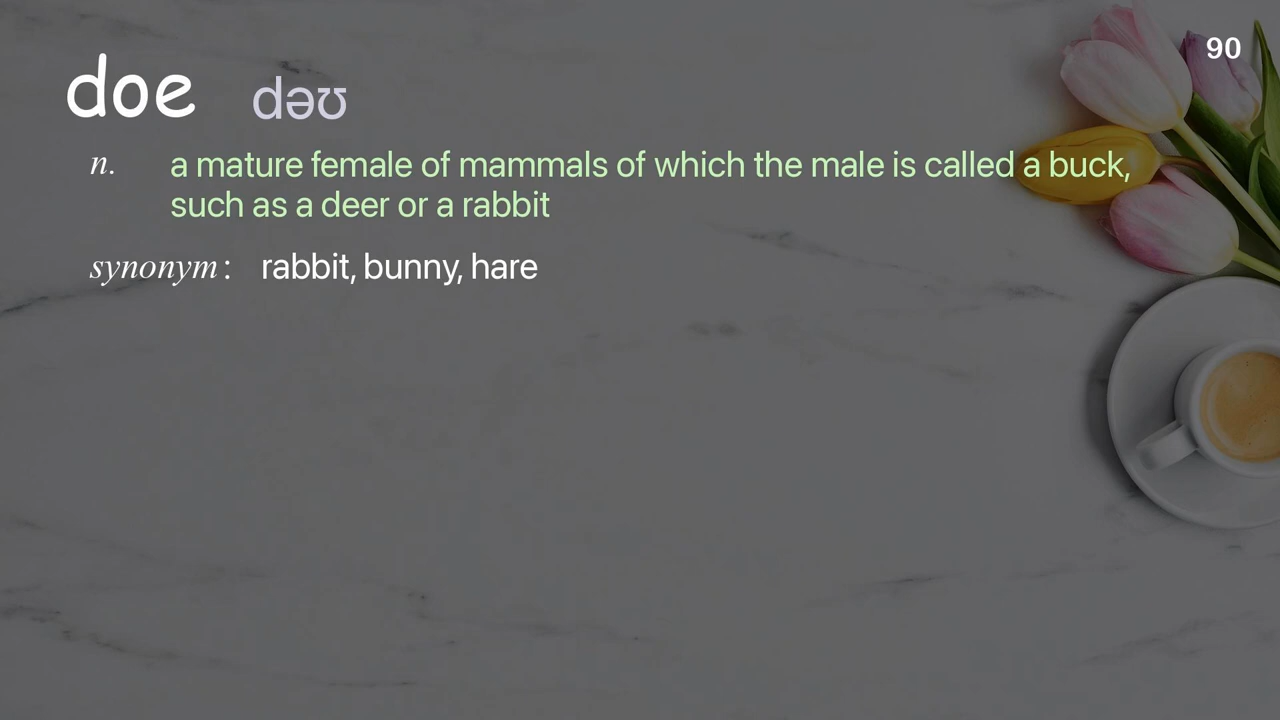 90
doe dəʊ
n. a mature female of mammals of which the male is called a buck,
such as a deer or a rabbit
synonym: rabbit, bunny, hare